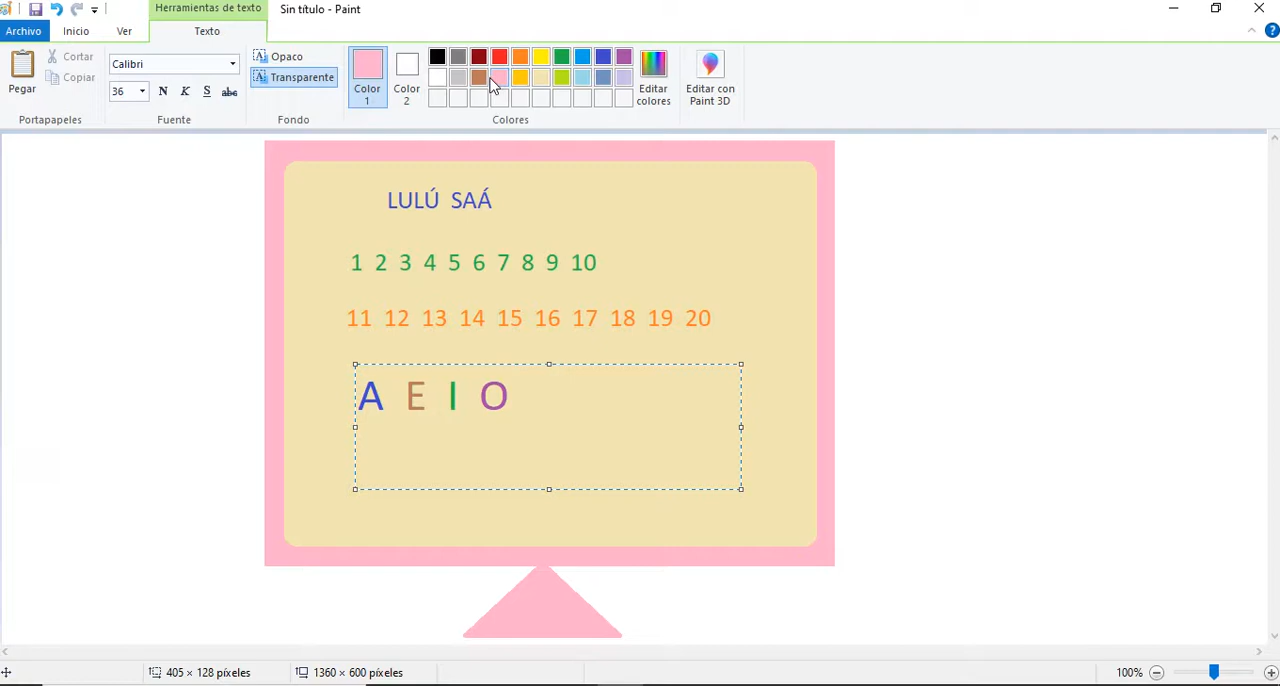 Herramientas de texto Sin título - Paint
Archivo Inicio Ver Texto
Pegar Cortar Copiar
Portapapeles
Calibri
36 N K S abc
Fuente
Opaco
Transparente
Fondo
Color 1
Color 2
Colores
Editar colores
Editar con Paint 3D
LULÚ SAÁ
1 2 3 4 5 6 7 8 9 10
11 12 13 14 15 16 17 18 19 20
A E I O
405 × 128 píxeles 1360 × 600 píxeles 100%